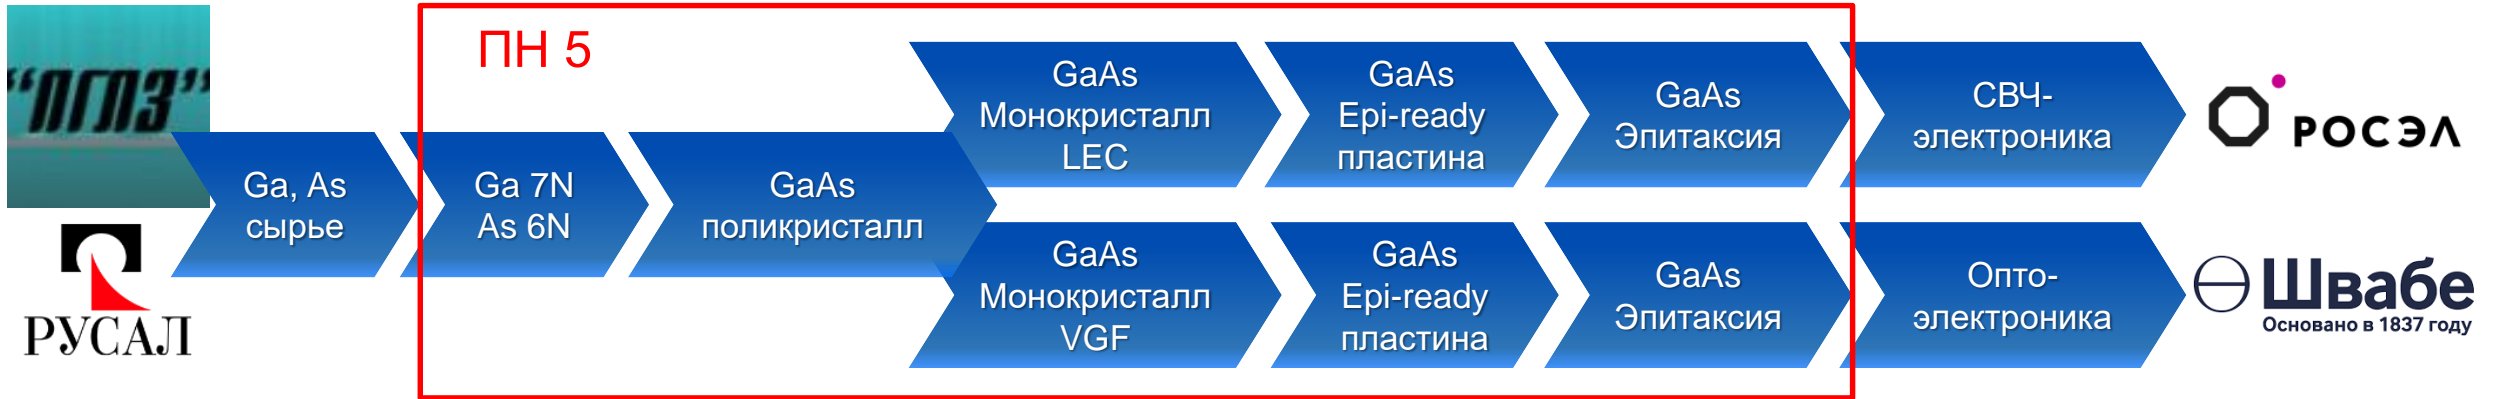 "ПГПЗ"
РУСАЛ
Ga, As
сырье
ПН 5
Ga 7N
As 6N
GaAs
поликристалл
GaAs
Монокристалл
LEC
GaAs
Epi-ready
пластина
GaAs
Эпитаксия
СВЧ-
электроника
РОСЭЛ
GaAs
Монокристалл
VGF
GaAs
Epi-ready
пластина
GaAs
Эпитаксия
Опто-
электроника
Швабе
Основано в 1837 году